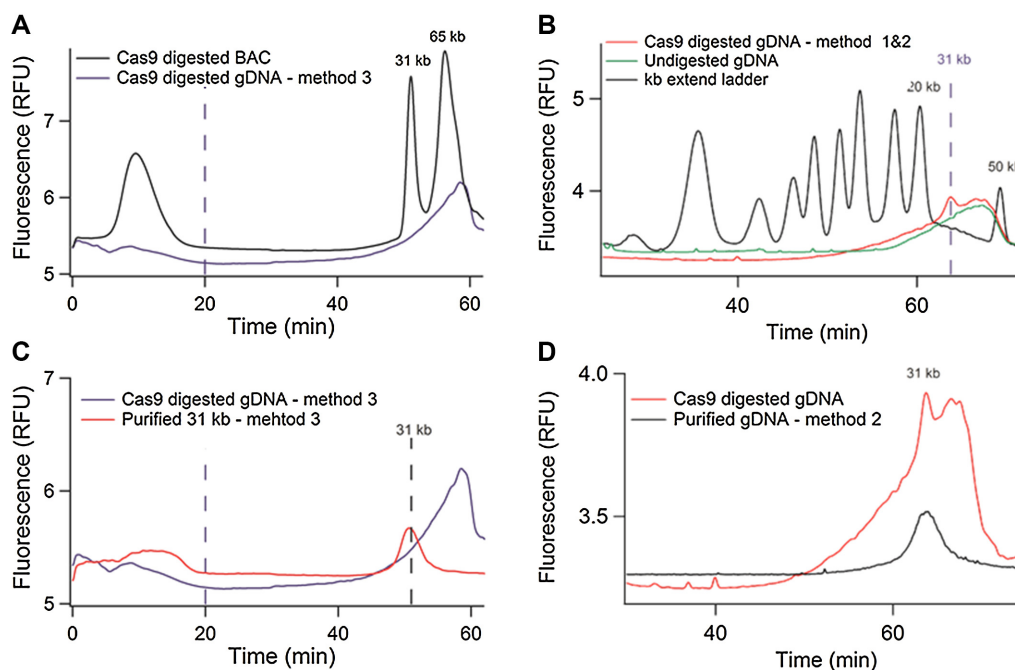 A
65 kb
31 kb
Cas9 digested BAC
Cas9 digested gDNA - method 3
Fluorescence (RFU)
7
6
5
0
20
40
60
Time (min)
B
Cas9 digested gDNA - method 1&2
Undigested gDNA
kb extend ladder
31 kb
20 kb
50 k
Fluorescence (RFU)
5
4
40
60
Time (min)
C
Cas9 digested gDNA - method 3
Purified 31 kb - mehtod 3
31 kb
Fluorescence (RFU)
7
6
5
0
20
40
60
Time (min)
D
31 kb
Cas9 digested gDNA
Purified gDNA - method 2
Fluorescence (RFU)
4.0
3.5
40
60
Time (min)